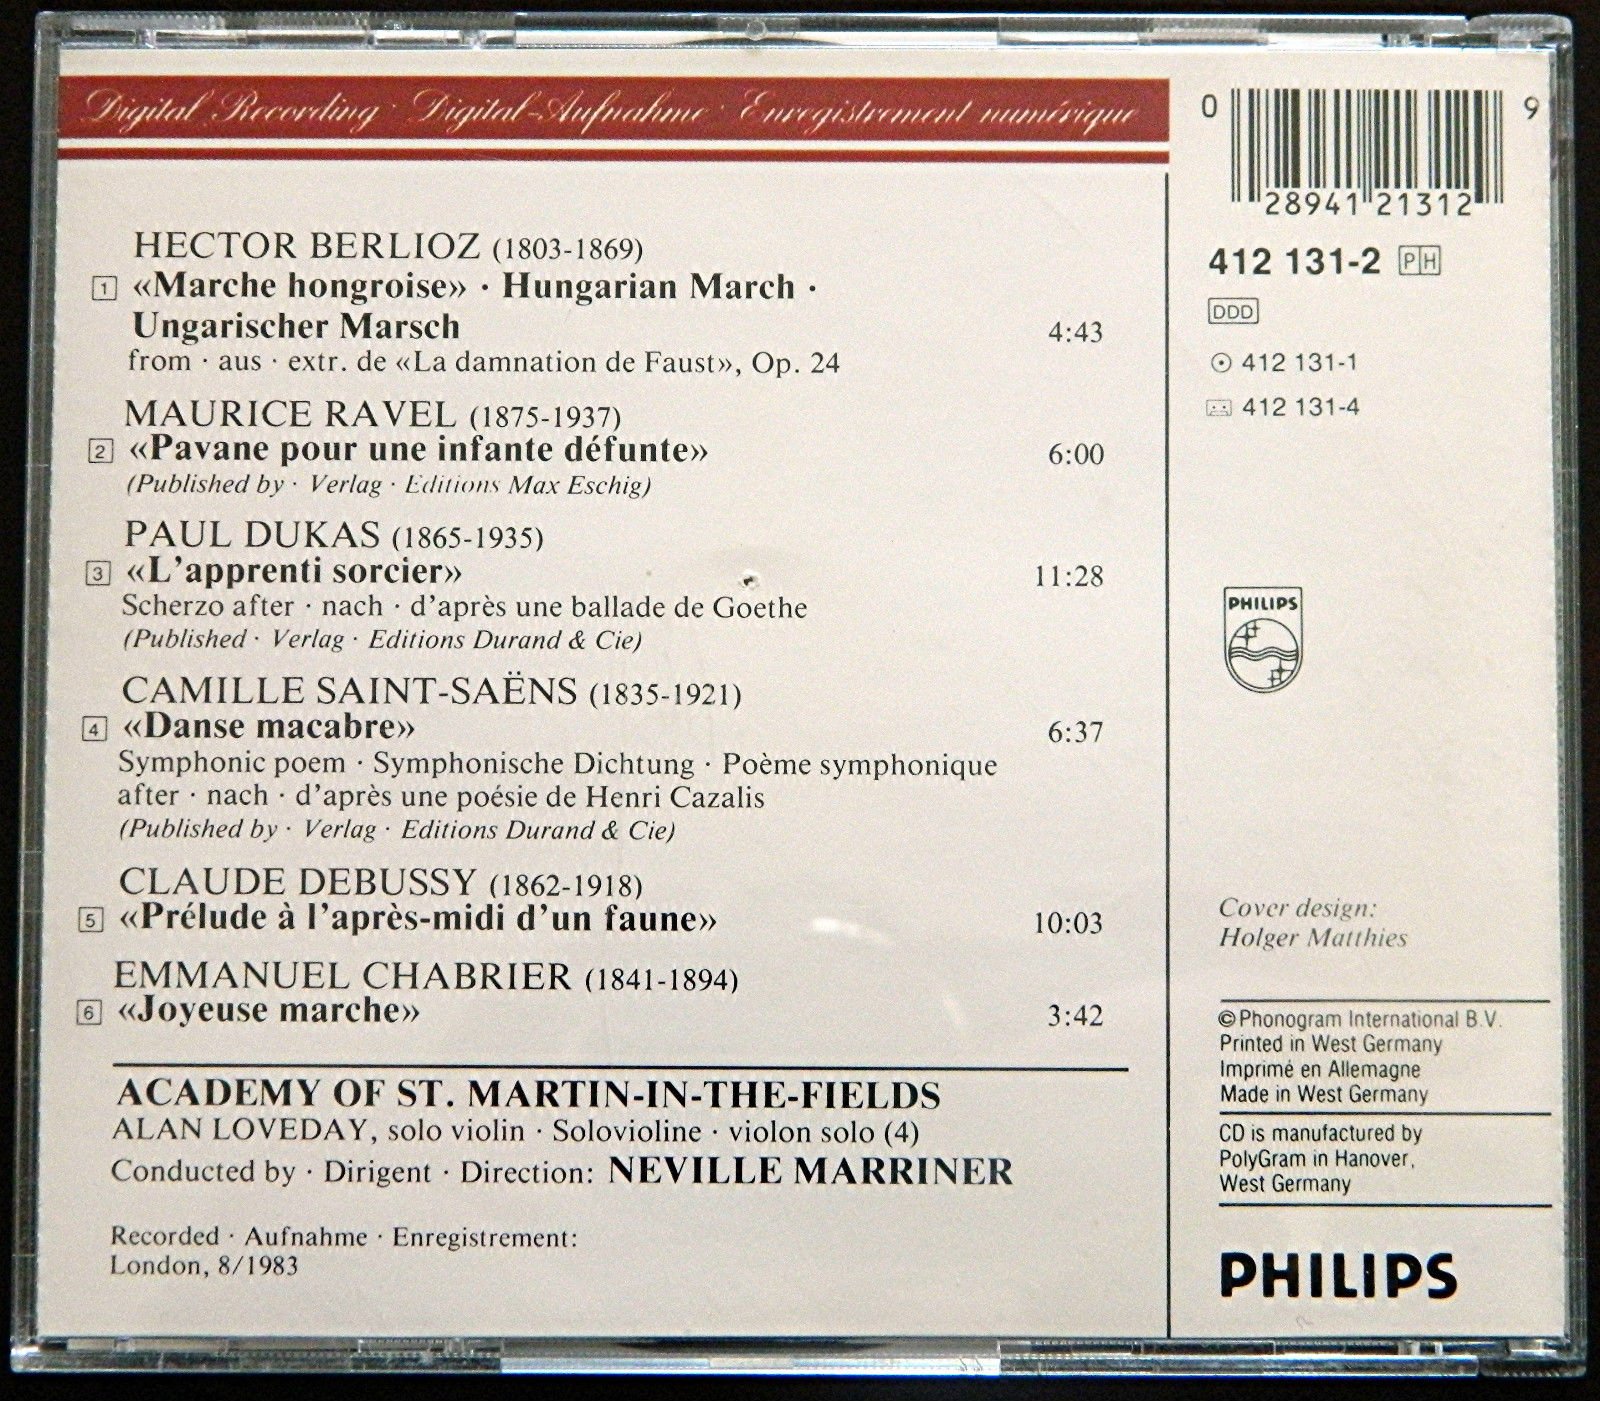 Digital Recording · Digital-Aufnahme · Enregistrement numérique
HECTOR BERLIOZ (1803-1869)
1 «Marche hongroise» · Hungarian March ·
Ungarischer Marsch 4:43
from · aus · extr. de «La damnation de Faust», Op. 24
MAURICE RAVEL (1875-1937)
2 «Pavane pour une infante défunte» 6:00
(Published by · Verlag · Editions Max Eschig)
PAUL DUKAS (1865-1935)
3 «L'apprenti sorcier» 11:28
Scherzo after · nach · d'après une ballade de Goethe
(Published · Verlag · Editions Durand & Cie)
CAMILLE SAINT-SAËNS (1835-1921)
4 «Danse macabre» 6:37
Symphonic poem · Symphonische Dichtung · Poème symphonique
after · nach · d'après une poésie de Henri Cazalis
(Published by · Verlag · Editions Durand & Cie)
CLAUDE DEBUSSY (1862-1918)
5 «Prélude à l'après-midi d'un faune» 10:03
EMMANUEL CHABRIER (1841-1894)
6 «Joyeuse marche» 3:42
ACADEMY OF ST. MARTIN-IN-THE-FIELDS
ALAN LOVEDAY, solo violin · Solovioline · violon solo (4)
Conducted by · Dirigent · Direction: NEVILLE MARRINER
Recorded · Aufnahme · Enregistrement:
London, 8/1983
0 9
28941 21312
412 131-2 PH
DDD
412 131-1
412 131-4
PHILIPS
Cover design:
Holger Matthies
© Phonogram International B.V.
Printed in West Germany
Imprimé en Allemagne
Made in West Germany
CD is manufactured by
PolyGram in Hanover,
West Germany
PHILIPS